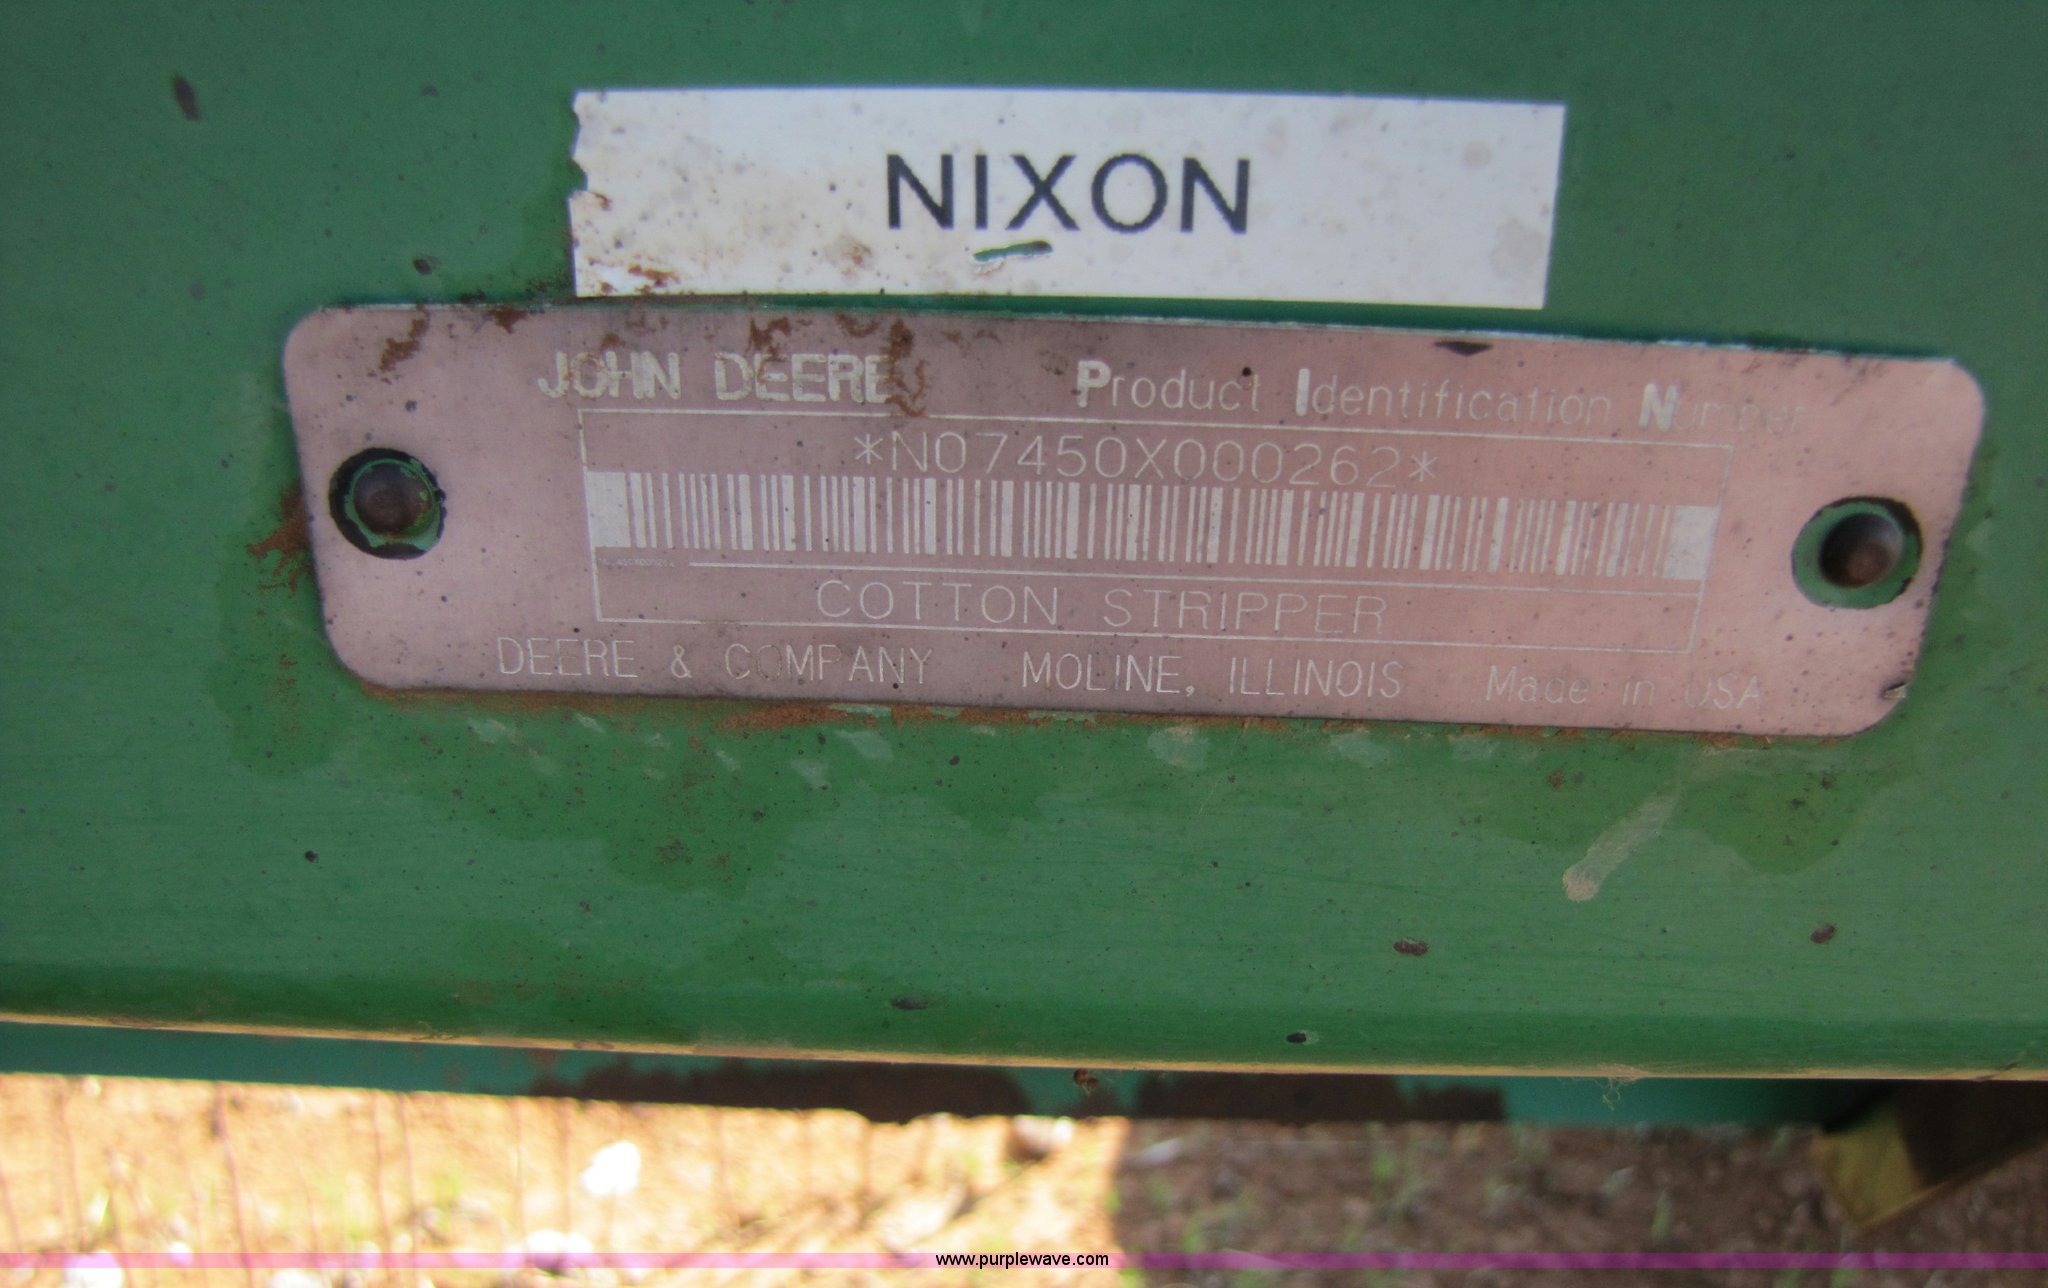 NIXON
JOHN DEERE Product Identification Number
*N07450X000262*
N07450X000262
COTTON STRIPPER
DEERE & COMPANY MOLINE, ILLINOIS Made in USA
www.purplewave.com